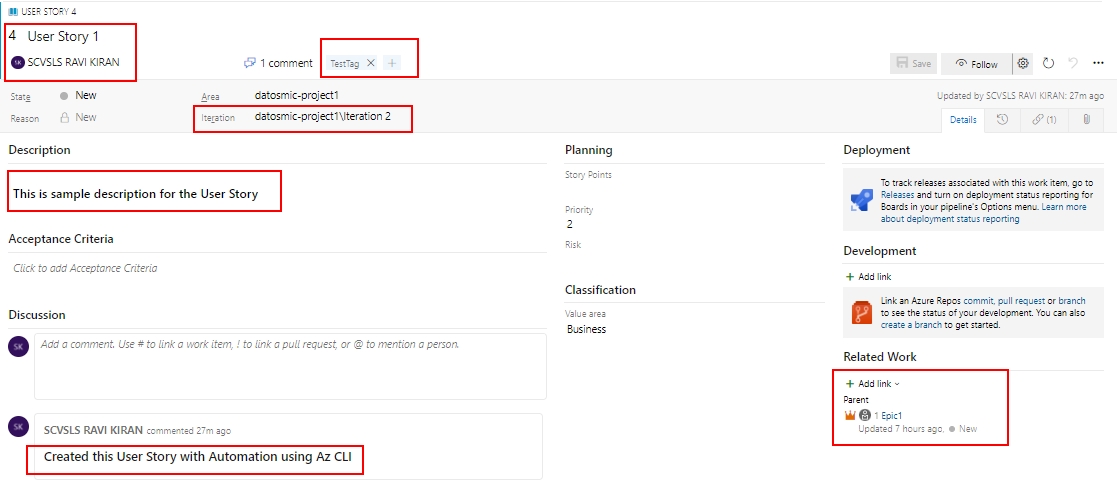 USER STORY 4
4 User Story 1
SK SCVSLS RAVI KIRAN
1 comment
TestTag
Save
Follow
State New
Area datosmic-project1
Updated by SCVSLS RAVI KIRAN: 27m ago
Reason New
Iteration datosmic-project1\Iteration 2
Details
(1)
Description
This is sample description for the User Story
Acceptance Criteria
Click to add Acceptance Criteria
Discussion
SK
Add a comment. Use # to link a work item, ! to link a pull request, or @ to mention a person.
SK
SCVSLS RAVI KIRAN commented 27m ago
Created this User Story with Automation using Az CLI
Planning
Story Points
Priority
2
Risk
Classification
Value area
Business
Deployment
To track releases associated with this work item, go to
Releases and turn on deployment status reporting for
Boards in your pipeline's Options menu. Learn more
about deployment status reporting
Development
+ Add link
Link an Azure Repos commit, pull request or branch
to see the status of your development. You can also
create a branch to get started.
Related Work
+ Add link
Parent
1 Epic1
Updated 7 hours ago, New